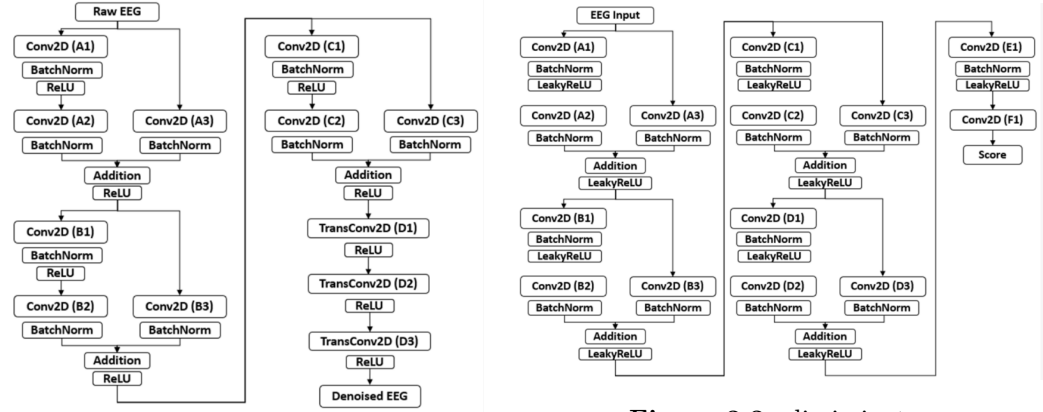 Raw EEG
Conv2D (A1)
BatchNorm
ReLU
Conv2D (A2)
Conv2D (A3)
BatchNorm
BatchNorm
Addition
ReLU
Conv2D (B1)
BatchNorm
ReLU
Conv2D (B2)
Conv2D (B3)
BatchNorm
BatchNorm
Addition
ReLU
Conv2D (C1)
BatchNorm
ReLU
Conv2D (C2)
Conv2D (C3)
BatchNorm
BatchNorm
Addition
ReLU
TransConv2D (D1)
ReLU
TransConv2D (D2)
ReLU
TransConv2D (D3)
ReLU
Denoised EEG
EEG Input
Conv2D (A1)
BatchNorm
LeakyReLU
Conv2D (A2)
Conv2D (A3)
BatchNorm
BatchNorm
Addition
LeakyReLU
Conv2D (B1)
BatchNorm
LeakyReLU
Conv2D (B2)
Conv2D (B3)
BatchNorm
BatchNorm
Addition
LeakyReLU
Conv2D (C1)
BatchNorm
LeakyReLU
Conv2D (C2)
Conv2D (C3)
BatchNorm
BatchNorm
Addition
LeakyReLU
Conv2D (D1)
BatchNorm
LeakyReLU
Conv2D (D2)
Conv2D (D3)
BatchNorm
BatchNorm
Addition
LeakyReLU
Conv2D (E1)
BatchNorm
LeakyReLU
Conv2D (F1)
Score